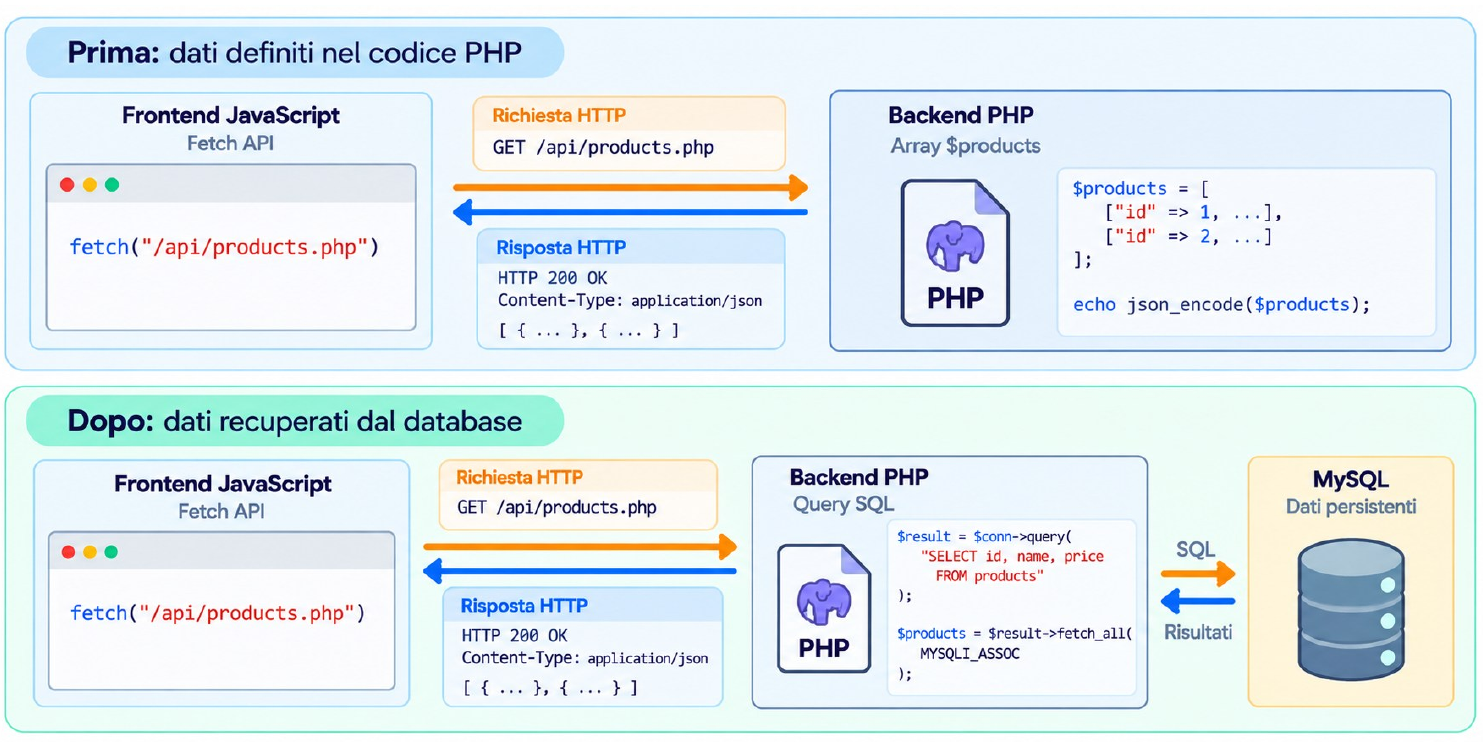 Prima: dati definiti nel codice PHP
Frontend JavaScript
Fetch API
fetch("/api/products.php")
Richiesta HTTP
GET /api/products.php
Risposta HTTP
HTTP 200 OK
Content-Type: application/json
[ { ... }, { ... } ]
Backend PHP
Array $products
PHP
$products = [
["id" => 1, ...],
["id" => 2, ...]
];
echo json_encode($products);
Dopo: dati recuperati dal database
Frontend JavaScript
Fetch API
fetch("/api/products.php")
Richiesta HTTP
GET /api/products.php
Risposta HTTP
HTTP 200 OK
Content-Type: application/json
[ { ... }, { ... } ]
Backend PHP
Query SQL
PHP
$result = $conn->query(
"SELECT id, name, price
FROM products"
);
$products = $result->fetch_all(
MYSQLI_ASSOC
);
SQL
Risultati
MySQL
Dati persistenti